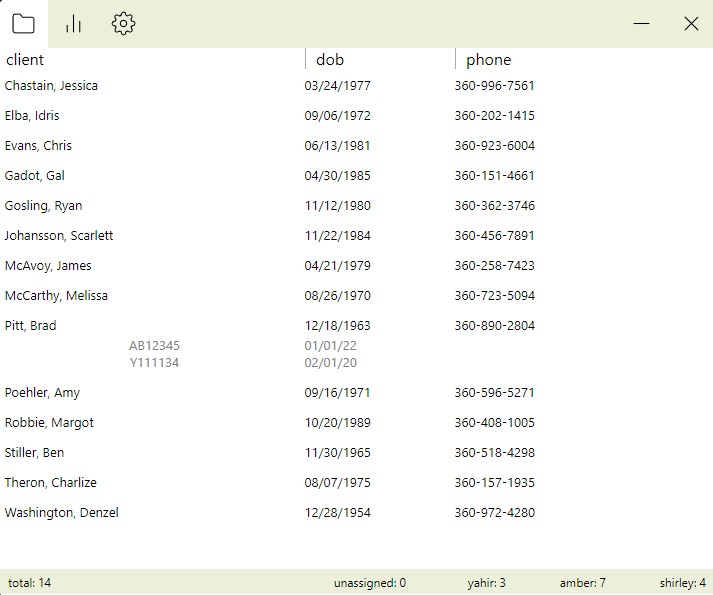 client dob phone
Chastain, Jessica 03/24/1977 360-996-7561
Elba, Idris 09/06/1972 360-202-1415
Evans, Chris 06/13/1981 360-923-6004
Gadot, Gal 04/30/1985 360-151-4661
Gosling, Ryan 11/12/1980 360-362-3746
Johansson, Scarlett 11/22/1984 360-456-7891
McAvoy, James 04/21/1979 360-258-7423
McCarthy, Melissa 08/26/1970 360-723-5094
Pitt, Brad 12/18/1963 360-890-2804
AB12345 01/01/22
Y111134 02/01/20
Poehler, Amy 09/16/1971 360-596-5271
Robbie, Margot 10/20/1989 360-408-1005
Stiller, Ben 11/30/1965 360-518-4298
Theron, Charlize 08/07/1975 360-157-1935
Washington, Denzel 12/28/1954 360-972-4280
total: 14 unassigned: 0 yahir: 3 amber: 7 shirley: 4